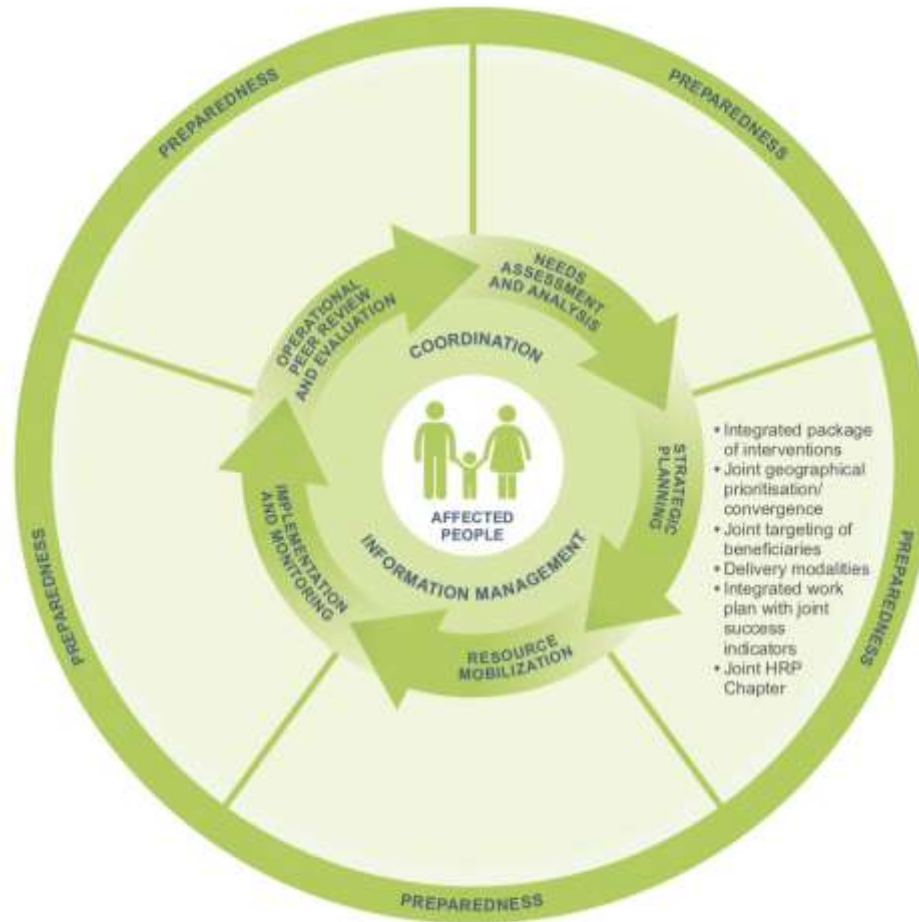 PREPAREDNESS
PREPAREDNESS
NEEDS
ASSESSMENT
AND ANALYSIS
OPERATIONAL
PEER REVIEW
AND EVALUATION
COORDINATION
STRATEGIC
PLANNING
• Integrated package
of interventions
• Joint geographical
prioritisation/
convergence
• Joint targeting of
beneficiaries
• Delivery modalities
• Integrated work
plan with joint
success
indicators
• Joint HRP
Chapter
AFFECTED
PEOPLE
IMPLEMENTATION
AND MONITORING
INFORMATION MANAGEMENT
RESOURCE
MOBILIZATION
PREPAREDNESS
PREPAREDNESS
PREPAREDNESS